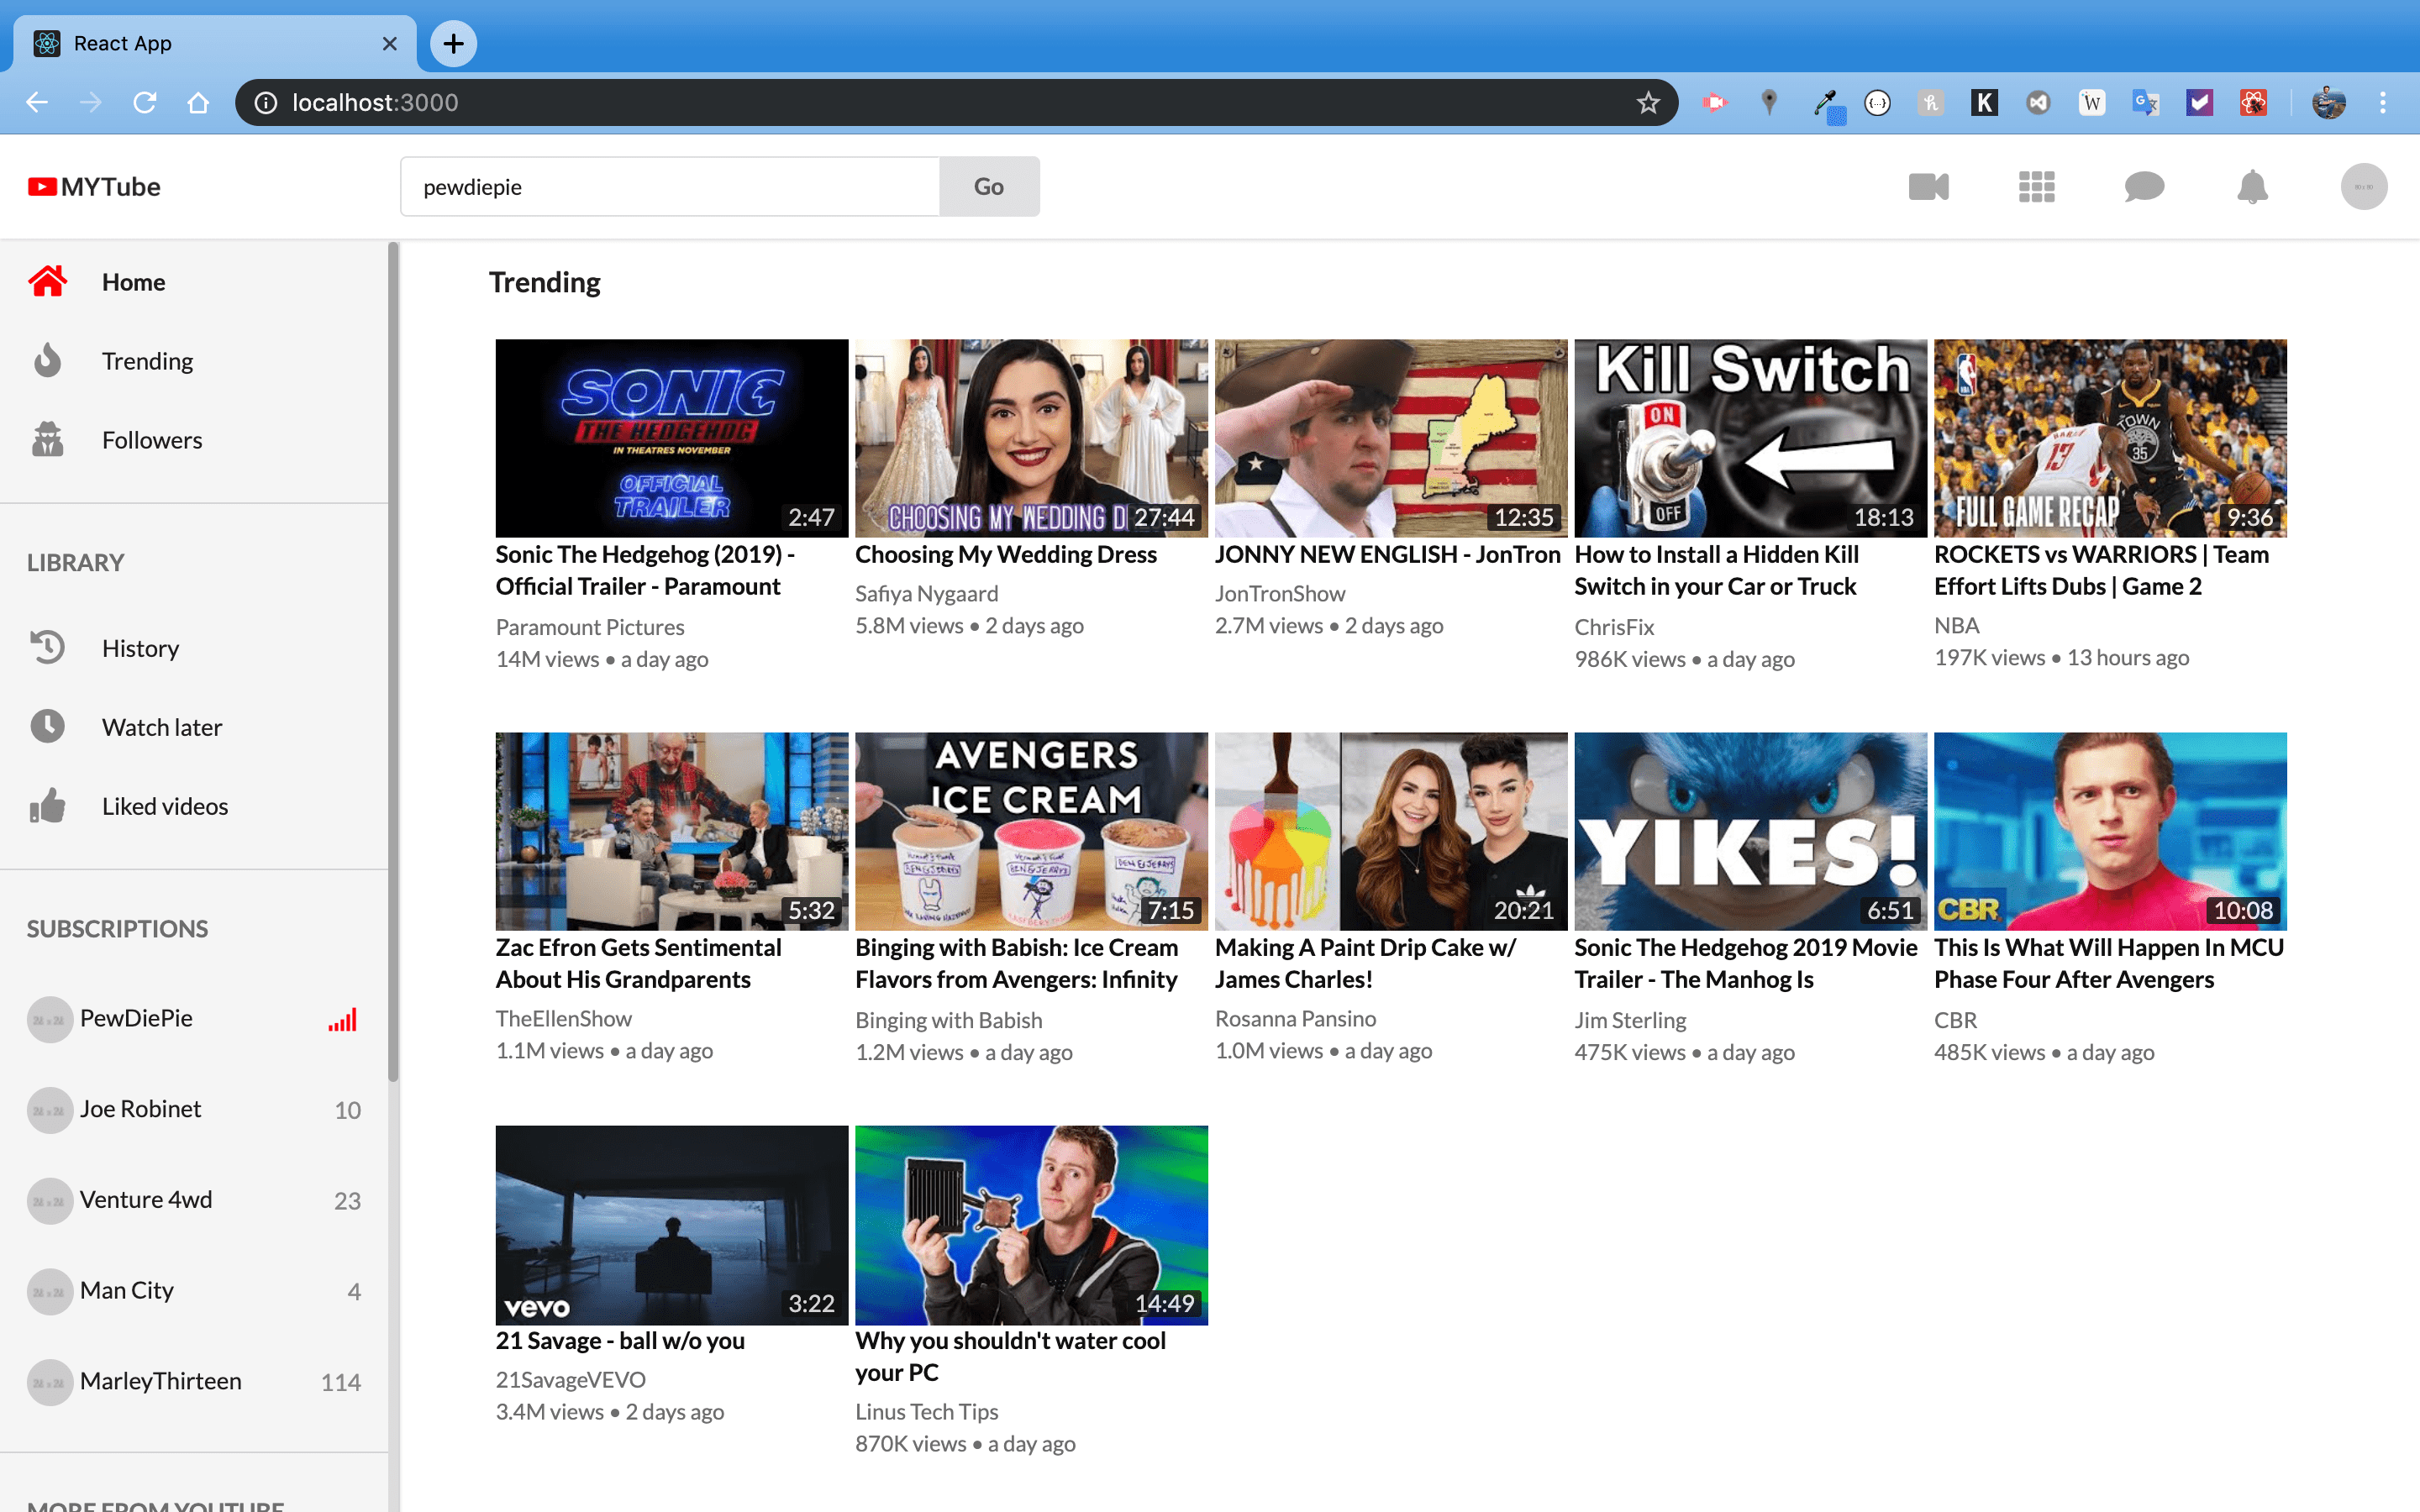 React App
localhost:3000
MYTube
pewdiepie
Go
Home
Trending
Followers
LIBRARY
History
Watch later
Liked videos
SUBSCRIPTIONS
PewDiePie
Joe Robinet 10
Venture 4wd 23
Man City 4
MarleyThirteen 114
MORE FROM YOUTUBE
Trending
SONIC
THE HEDGEHOG
IN THEATRES NOVEMBER
OFFICIAL
TRAILER
2:47
Sonic The Hedgehog (2019) -
Official Trailer - Paramount
Paramount Pictures
14M views • a day ago
CHOOSING MY WEDDING D
27:44
Choosing My Wedding Dress
Safiya Nygaard
5.8M views • 2 days ago
12:35
JONNY NEW ENGLISH - JonTron
JonTronShow
2.7M views • 2 days ago
Kill Switch
ON
OFF
18:13
How to Install a Hidden Kill
Switch in your Car or Truck
ChrisFix
986K views • a day ago
NBA
13
TOWN
35
FULL GAME RECAP
9:36
ROCKETS vs WARRIORS | Team
Effort Lifts Dubs | Game 2
NBA
197K views • 13 hours ago
5:32
Zac Efron Gets Sentimental
About His Grandparents
TheEllenShow
1.1M views • a day ago
AVENGERS
ICE CREAM
BEN & JERRY'S
BEN & JERRY'S
BEN & JERRY'S
7:15
Binging with Babish: Ice Cream
Flavors from Avengers: Infinity
Binging with Babish
1.2M views • a day ago
20:21
Making A Paint Drip Cake w/
James Charles!
Rosanna Pansino
1.0M views • a day ago
YIKES!
6:51
Sonic The Hedgehog 2019 Movie
Trailer - The Manhog Is
Jim Sterling
475K views • a day ago
CBR
10:08
This Is What Will Happen In MCU
Phase Four After Avengers
CBR
485K views • a day ago
vevo
3:22
21 Savage - ball w/o you
21SavageVEVO
3.4M views • 2 days ago
14:49
Why you shouldn't water cool
your PC
Linus Tech Tips
870K views • a day ago